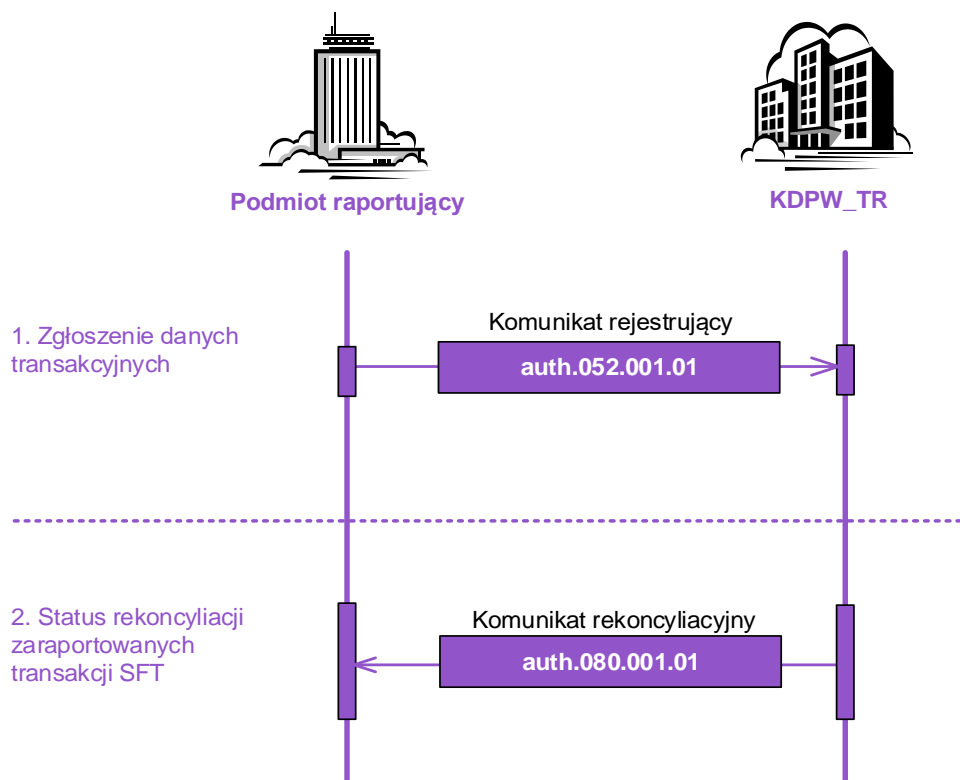 Podmiot raportujący
KDPW_TR
1. Zgłoszenie danych
transakcyjnych
Komunikat rejestrujący
auth.052.001.01
2. Status rekoncyliacji
zaraportowanych
transakcji SFT
Komunikat rekoncyliacyjny
auth.080.001.01